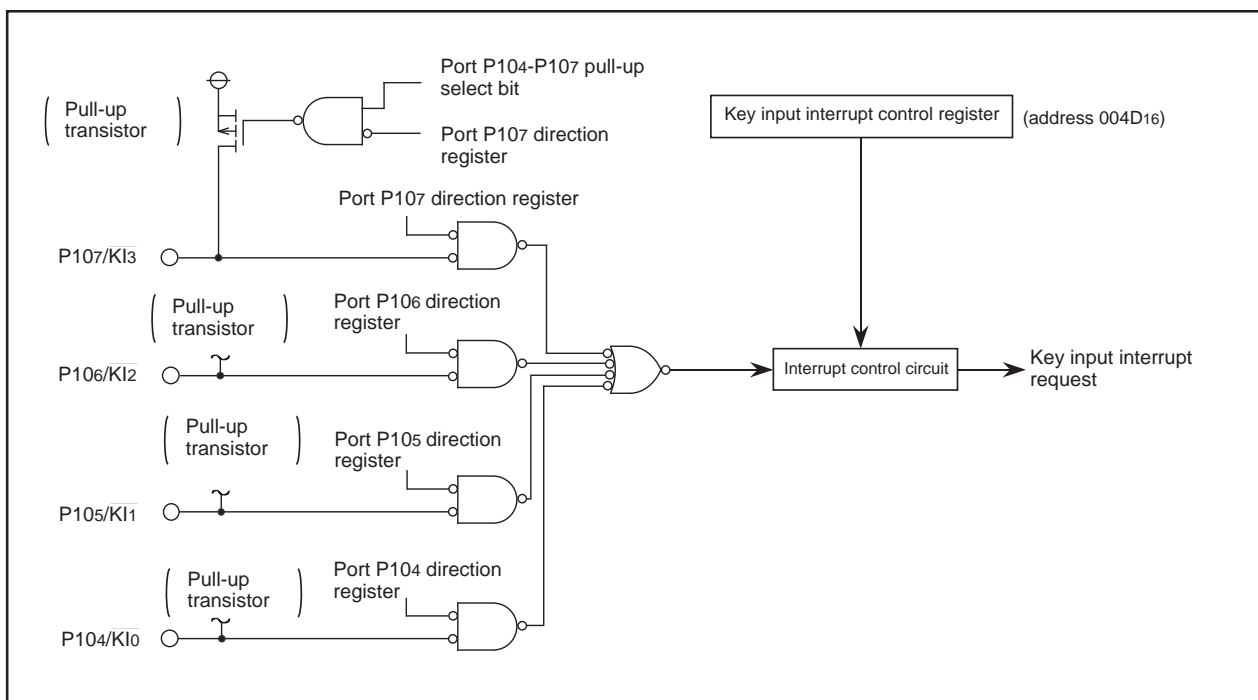 Port P104-P107 pull-up
select bit
Pull-up
transistor
Key input interrupt control register
(address 004D16)
Port P107 direction
register
Port P107 direction register
P107/KI3
Pull-up
transistor
Port P106 direction
register
P106/KI2
Interrupt control circuit
Key input interrupt
request
Pull-up
transistor
Port P105 direction
register
P105/KI1
Pull-up
transistor
Port P104 direction
register
P104/KI0